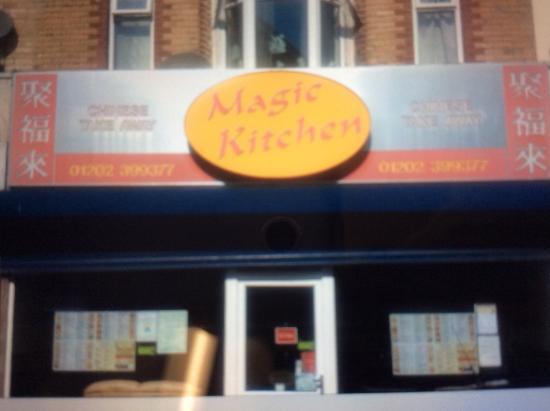 聚福來
CHINESE
TAKE AWAY
01202 399377
Magic
Kitchen
CHINESE
TAKE AWAY
01202 399377
聚福來